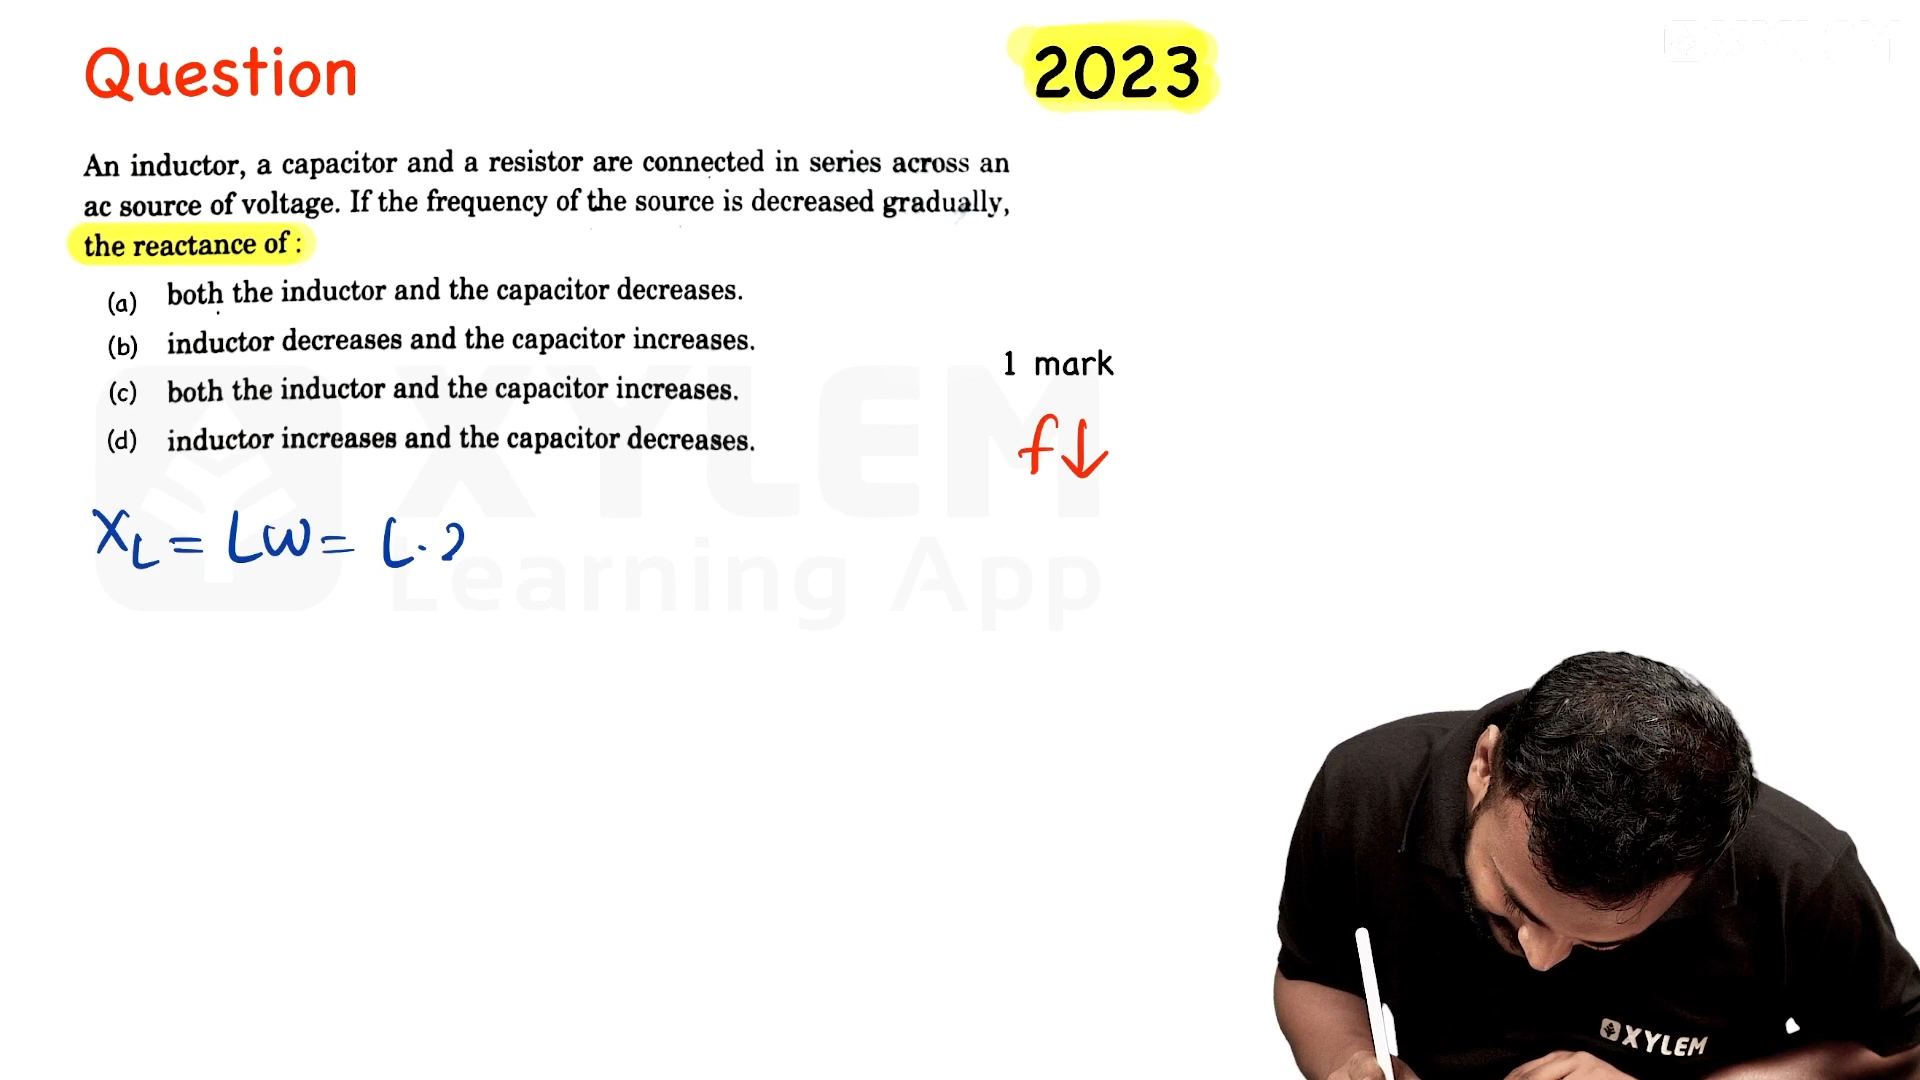 Question
2023
An inductor, a capacitor and a resistor are connected in series across an
ac source of voltage. If the frequency of the source is decreased gradually,
the reactance of :
(a) both the inductor and the capacitor decreases.
(b) inductor decreases and the capacitor increases.
(c) both the inductor and the capacitor increases.
(d) inductor increases and the capacitor decreases.
1 mark
f↓
X_L = Lω = L·2
XYLEM
Learning App
XYLEM